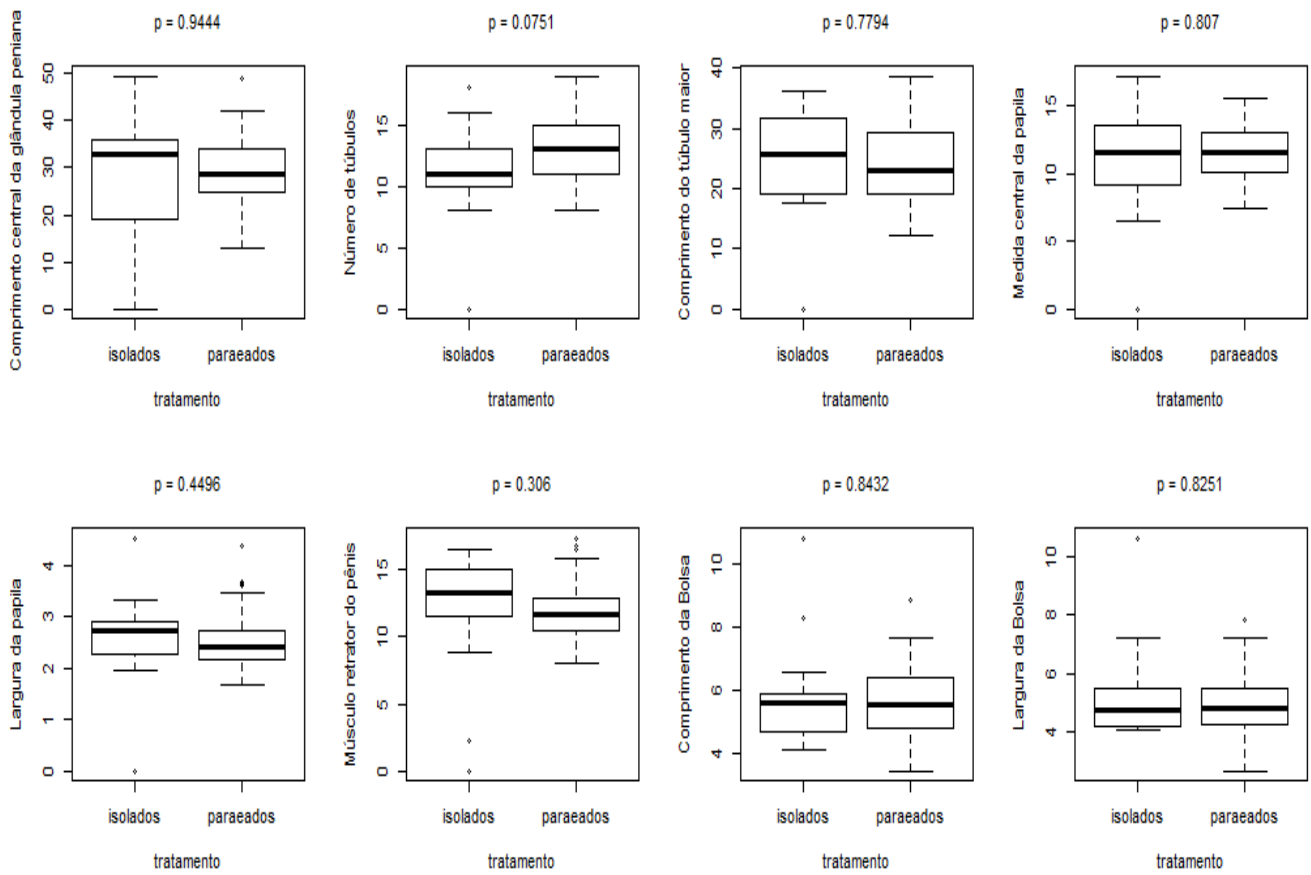 p = 0.9444
p = 0.0751
p = 0.7794
p = 0.807
Comprimento central da glândula peniana
50
40
30
20
10
0
isolados
paraeados
tratamento
Número de túbulos
15
10
5
0
isolados
paraeados
tratamento
Comprimento do túbulo maior
40
30
20
10
0
isolados
paraeados
tratamento
Medida central da papila
15
10
5
0
isolados
paraeados
tratamento
p = 0.4496
p = 0.306
p = 0.8432
p = 0.8251
Largura da papila
4
3
2
1
0
isolados
paraeados
tratamento
Músculo retrator do pênis
15
10
5
0
isolados
paraeados
tratamento
Comprimento da Bolsa
10
8
6
4
isolados
paraeados
tratamento
Largura da Bolsa
10
8
6
4
isolados
paraeados
tratamento